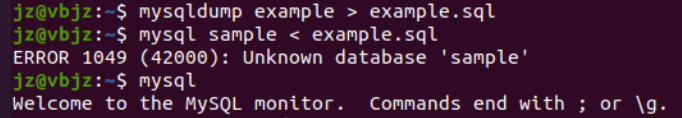 jz@vbjz:~$ mysqldump example > example.sql
jz@vbjz:~$ mysql sample < example.sql
ERROR 1049 (42000): Unknown database 'sample'
jz@vbjz:~$ mysql
Welcome to the MySQL monitor.  Commands end with ; or \g.